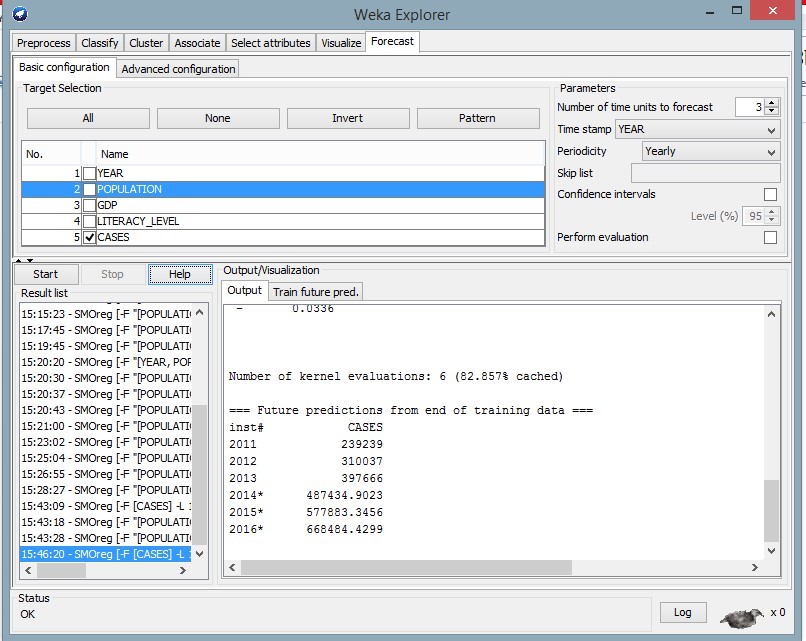 Weka Explorer
Preprocess Classify Cluster Associate Select attributes Visualize Forecast
Basic configuration Advanced configuration
Target Selection
All None Invert Pattern
No. Name
1 YEAR
2 POPULATION
3 GDP
4 LITERACY_LEVEL
5 CASES
Parameters
Number of time units to forecast 3
Time stamp YEAR
Periodicity Yearly
Skip list
Confidence intervals
Level (%) 95
Perform evaluation
Start Stop Help
Result list
15:15:23 - SMOreg [-F "[POPULATI
15:17:45 - SMOreg [-F "[POPULATI
15:19:45 - SMOreg [-F "[POPULATI
15:20:20 - SMOreg [-F "[YEAR, POP
15:20:30 - SMOreg [-F "[POPULATI
15:20:37 - SMOreg [-F "[POPULATI
15:20:43 - SMOreg [-F "[POPULATI
15:21:00 - SMOreg [-F "[POPULATI
15:23:02 - SMOreg [-F "[POPULATI
15:25:04 - SMOreg [-F "[POPULATI
15:26:55 - SMOreg [-F "[POPULATI
15:28:27 - SMOreg [-F "[POPULATI
15:43:09 - SMOreg [-F [CASES] -L
15:43:18 - SMOreg [-F "[POPULATI
15:43:28 - SMOreg [-F "[POPULATI
15:46:20 - SMOreg [-F [CASES] -L
Output/Visualization
Output Train future pred.
- 0.0336
Number of kernel evaluations: 6 (82.857% cached)
=== Future predictions from end of training data ===
inst# CASES
2011 239239
2012 310037
2013 397666
2014* 487434.9023
2015* 577883.3456
2016* 668484.4299
Status
OK
Log
x 0